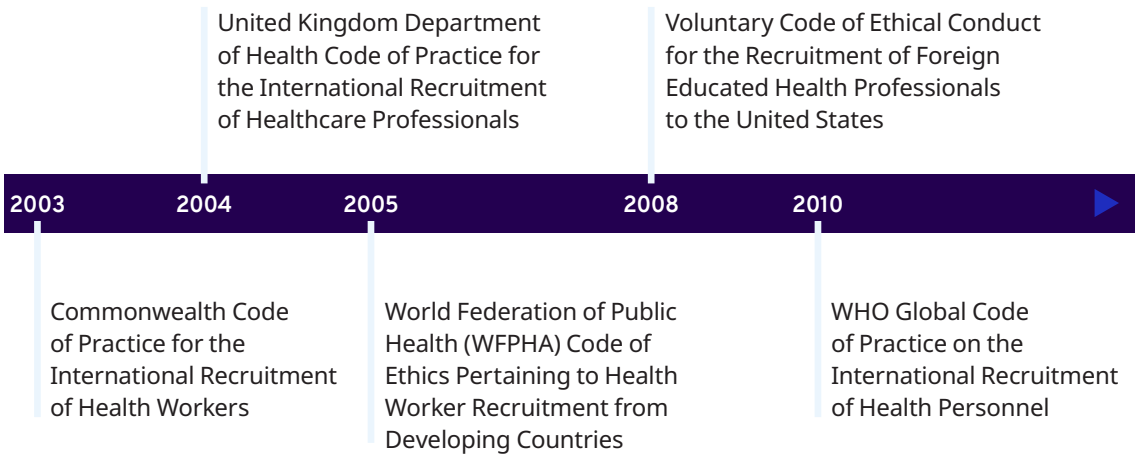 United Kingdom Department
of Health Code of Practice for
the International Recruitment
of Healthcare Professionals
Voluntary Code of Ethical Conduct
for the Recruitment of Foreign
Educated Health Professionals
to the United States
2003
2004
2005
2008
2010
Commonwealth Code
of Practice for the
International Recruitment
of Health Workers
World Federation of Public
Health (WFPHA) Code of
Ethics Pertaining to Health
Worker Recruitment from
Developing Countries
WHO Global Code
of Practice on the
International Recruitment
of Health Personnel